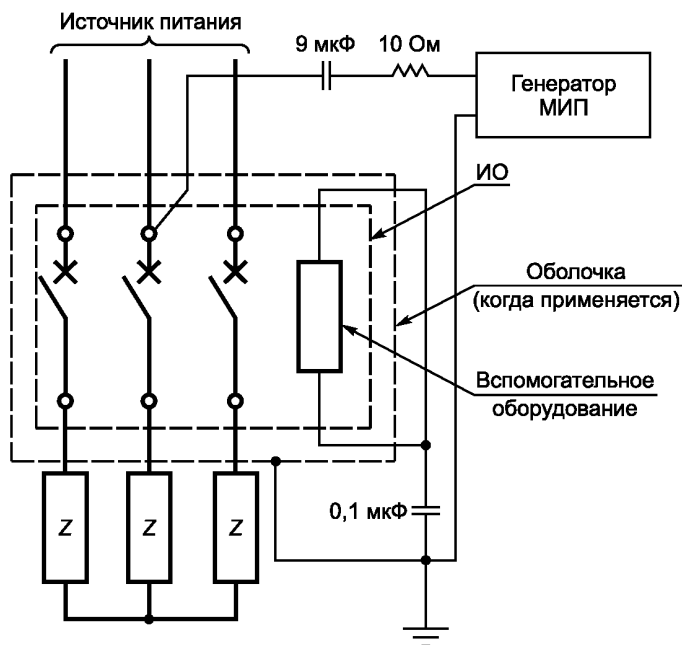 Источник питания
9 мкФ
10 Ом
Генератор
МИП
ИО
Оболочка
(когда применяется)
Вспомогательное
оборудование
0,1 мкФ
Z
Z
Z